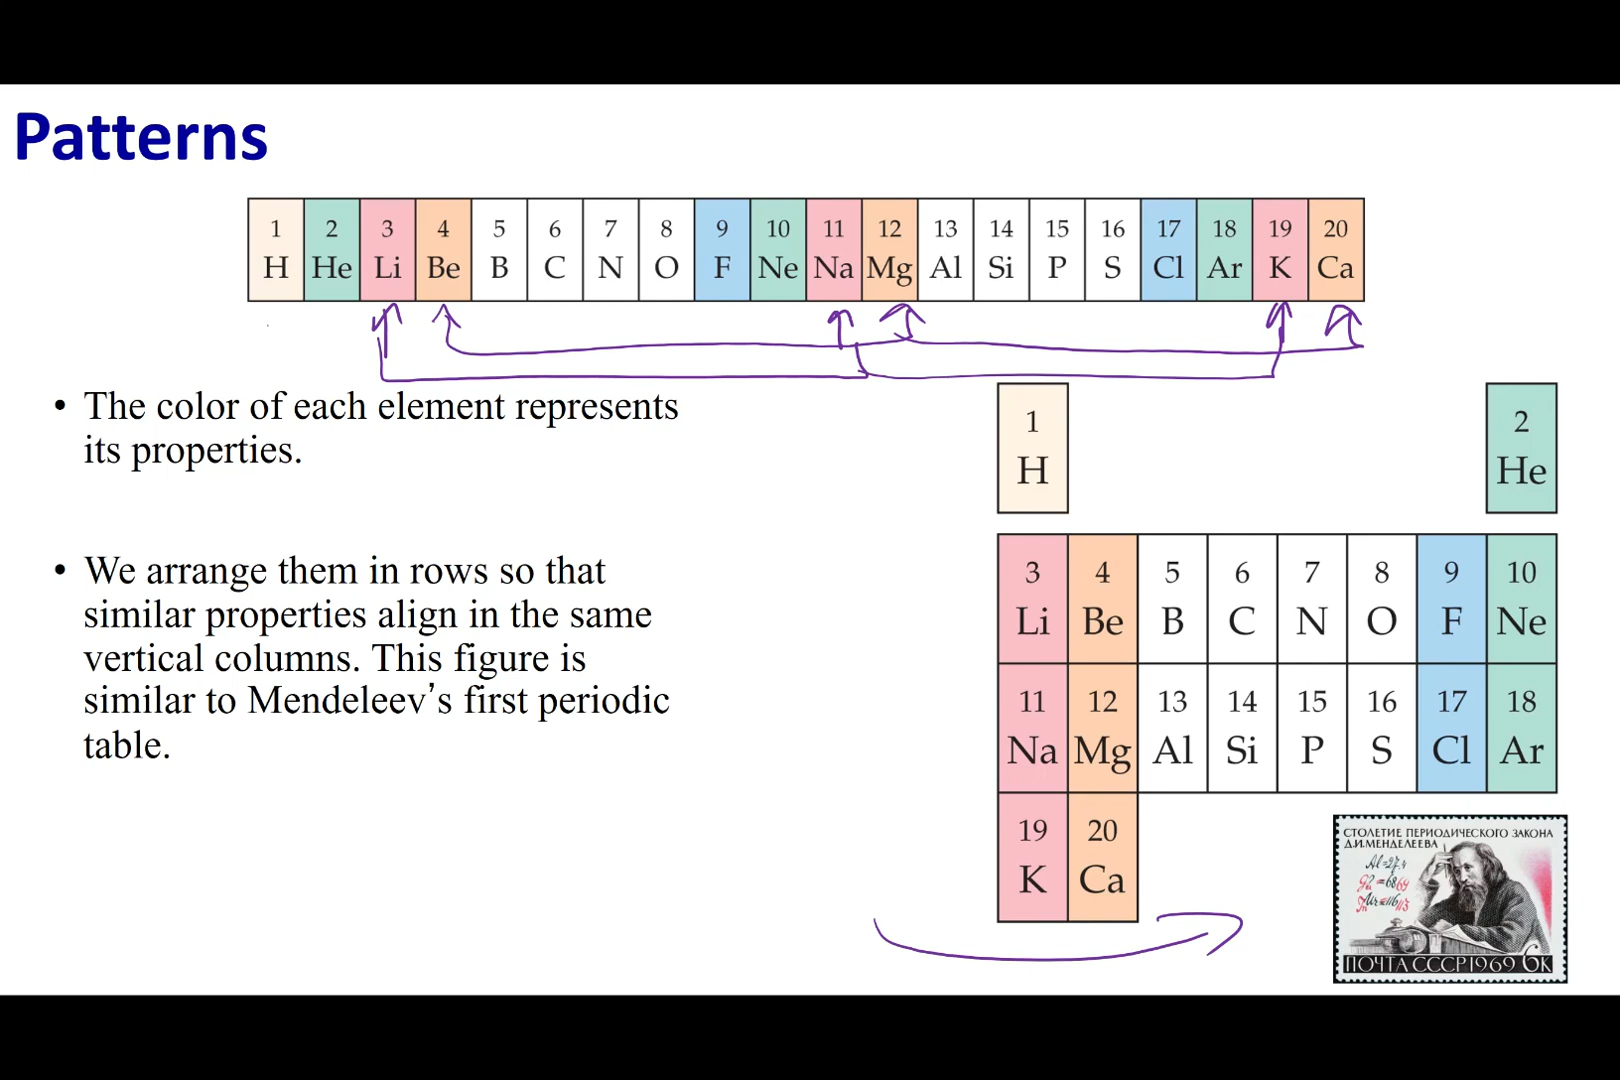 Patterns
1 2 3 4 5 6 7 8 9 10 11 12 13 14 15 16 17 18 19 20
H He Li Be B C N O F Ne Na Mg Al Si P S Cl Ar K Ca
• The color of each element represents
its properties.
• We arrange them in rows so that
similar properties align in the same
vertical columns. This figure is
similar to Mendeleev’s first periodic
table.
1 2
H He
3 4 5 6 7 8 9 10
Li Be B C N O F Ne
11 12 13 14 15 16 17 18
Na Mg Al Si P S Cl Ar
19 20
K Ca
СТОЛЕТИЕ ПЕРИОДИЧЕСКОГО ЗАКОНА
Д.И.МЕНДЕЛЕЕВА
Al=27,4
ПОЧТА СССР 1969 6К